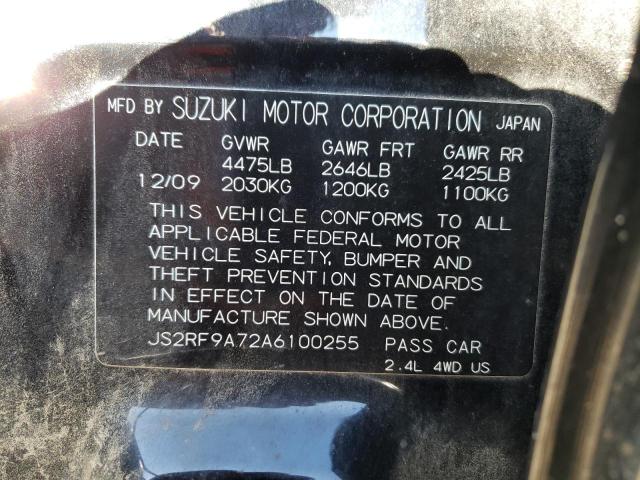 MFD BY SUZUKI MOTOR CORPORATION JAPAN
DATE GVWR GAWR FRT GAWR RR
4475LB 2646LB 2425LB
12/09 2030KG 1200KG 1100KG
THIS VEHICLE CONFORMS TO ALL
APPLICABLE FEDERAL MOTOR
VEHICLE SAFETY, BUMPER AND
THEFT PREVENTION STANDARDS
IN EFFECT ON THE DATE OF
MANUFACTURE SHOWN ABOVE.
JS2RF9A72A6100255 PASS CAR
2.4L 4WD US